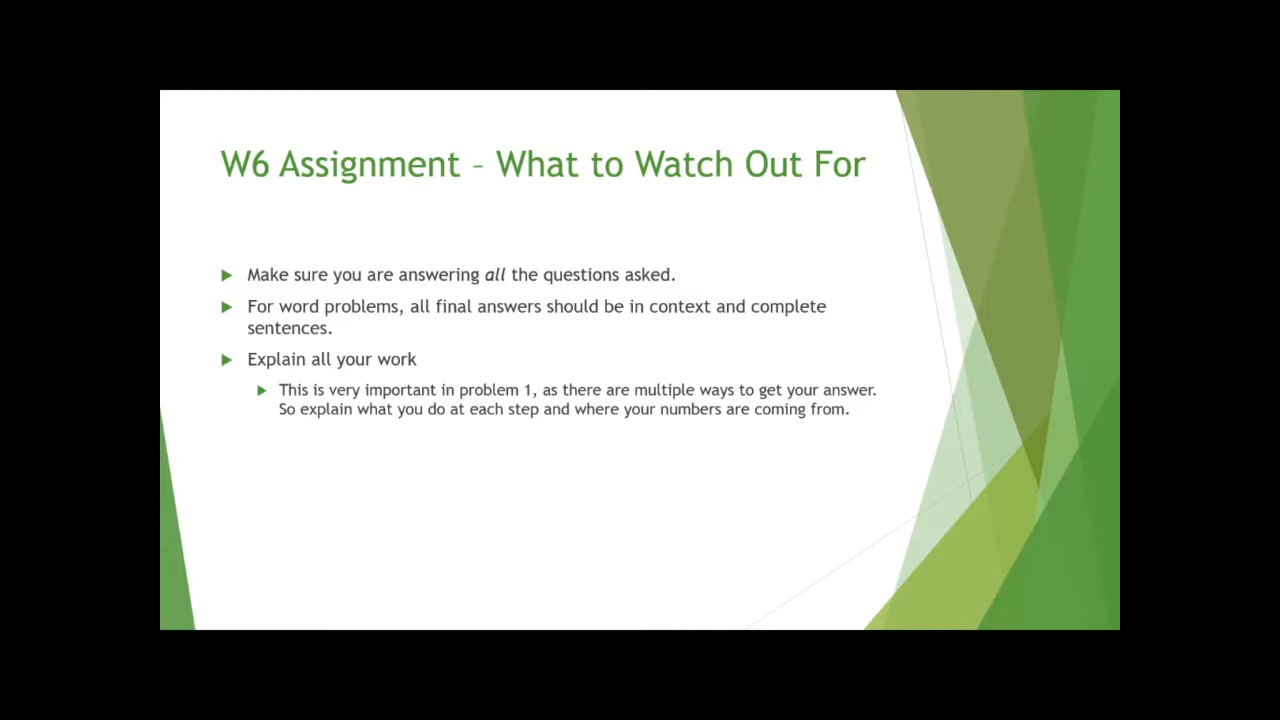 W6 Assignment – What to Watch Out For
Make sure you are answering all the questions asked.
For word problems, all final answers should be in context and complete
sentences.
Explain all your work
This is very important in problem 1, as there are multiple ways to get your answer.
So explain what you do at each step and where your numbers are coming from.